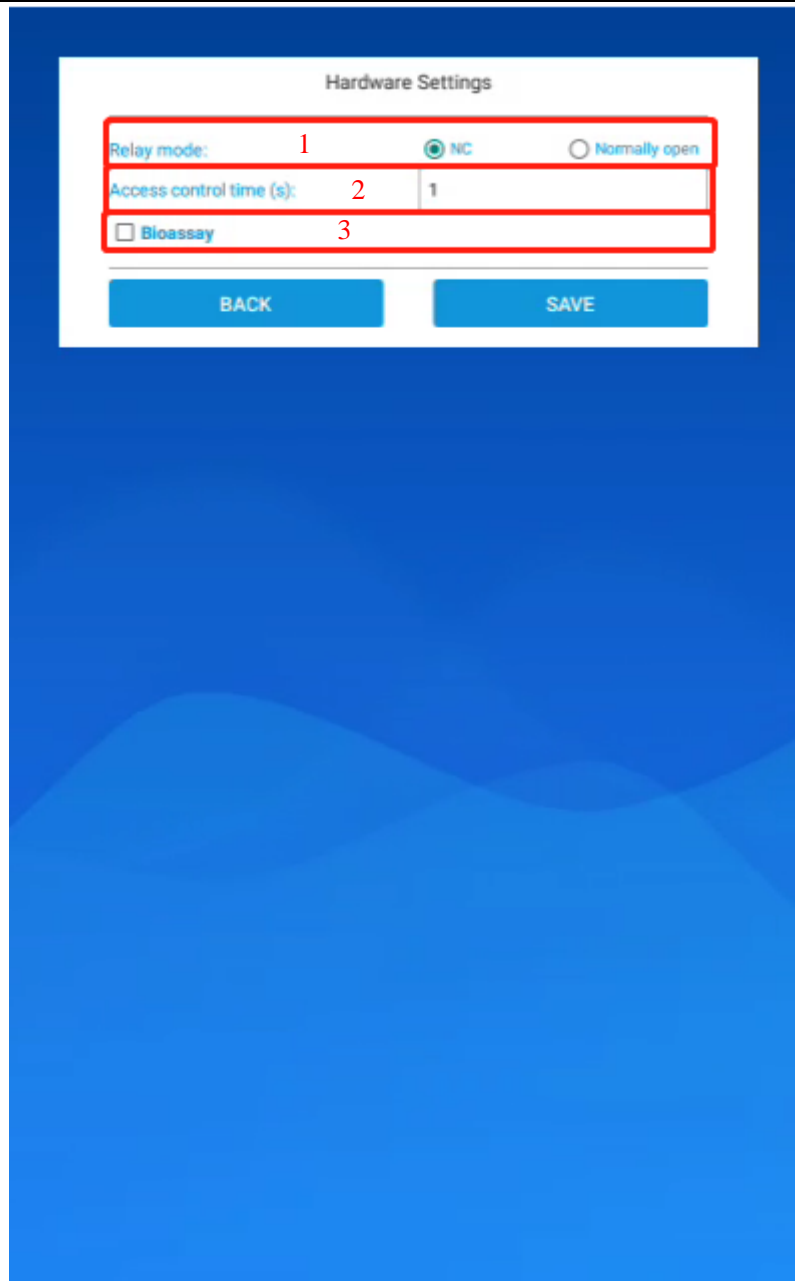 Hardware Settings
Relay mode: 1 NC Normally open
Access control time (s): 2 1
Bioassay 3
BACK SAVE